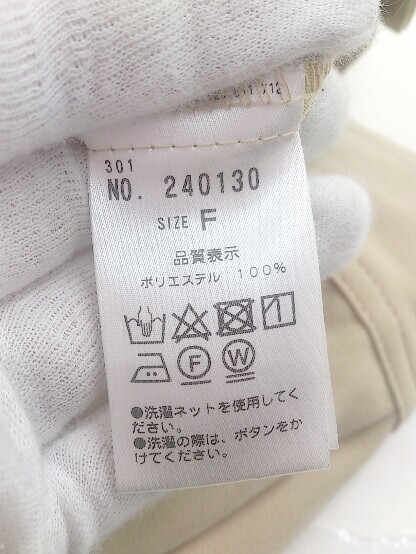 301
NO. 240130
SIZE F
品質表示
ポリエステル 100%
F W
●洗濯ネットを使用してく
ださい。
●洗濯の際は、ボタンをか
けてください。